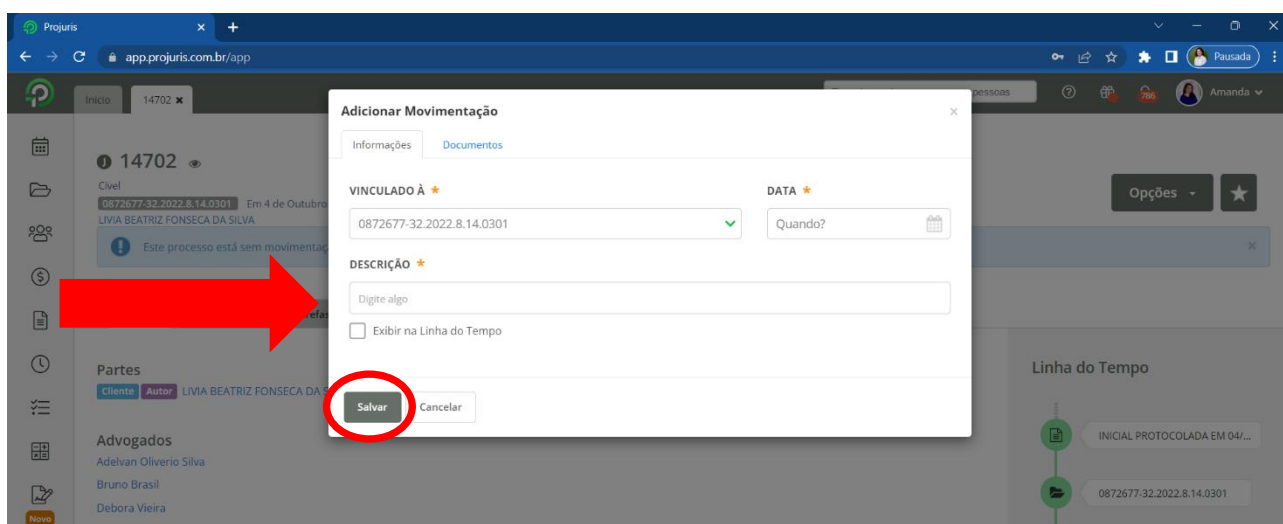 Projuris
app.projuris.com.br/app
Pausada
Inicio
14702
pessoas
786
Amanda
14702
Cível
0872677-32.2022.8.14.0301 Em 4 de Outubro
LIVIA BEATRIZ FONSECA DA SILVA
Opções
Este processo está sem movimentaç
Adicionar Movimentação
Informações
Documentos
VINCULADO À *
DATA *
0872677-32.2022.8.14.0301
Quando?
DESCRIÇÃO *
Digite algo
Exibir na Linha do Tempo
Salvar
Cancelar
Partes
Cliente Autor LIVIA BEATRIZ FONSECA DA S
Advogados
Adelvan Oliverio Silva
Bruno Brasil
Debora Vieira
Novo
Linha do Tempo
INICIAL PROTOCOLADA EM 04/...
0872677-32.2022.8.14.0301